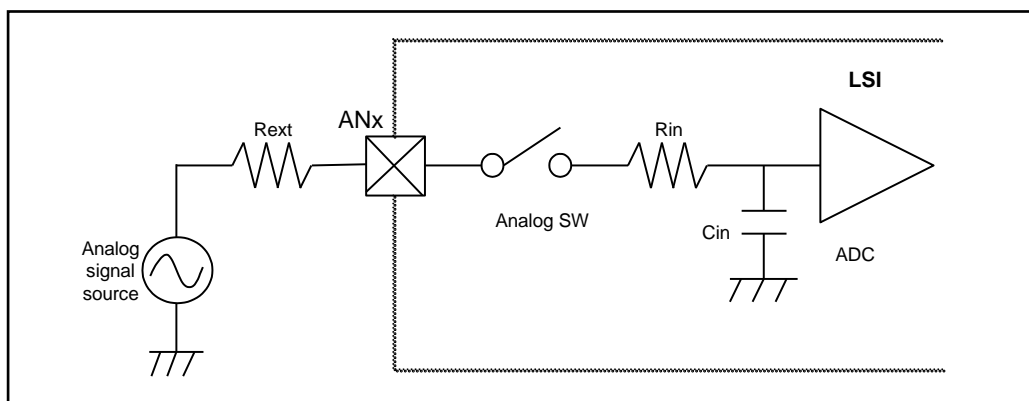 LSI
ANx
Rext
Rin
Analog SW
Cin
ADC
Analog
signal
source